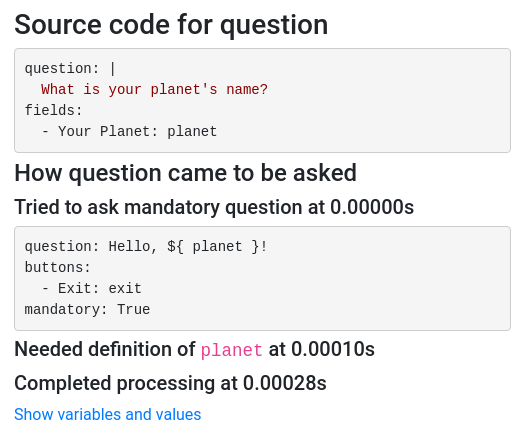 Source code for question
question: |
  What is your planet's name?
fields:
  - Your Planet: planet
How question came to be asked
Tried to ask mandatory question at 0.00000s
question: Hello, ${ planet }!
buttons:
  - Exit: exit
mandatory: True
Needed definition of planet at 0.00010s
Completed processing at 0.00028s
Show variables and values